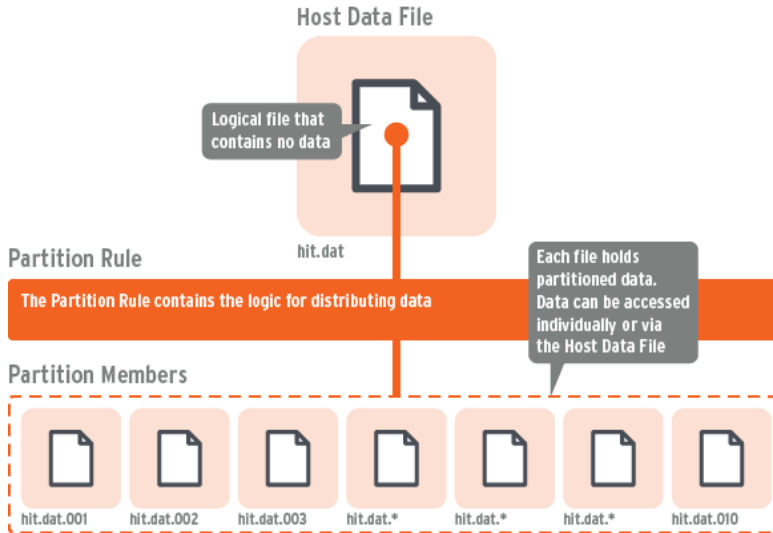 Host Data File
Logical file that
contains no data
hit.dat
Partition Rule
Each file holds
partitioned data.
Data can be accessed
individually or via
the Host Data File
The Partition Rule contains the logic for distributing data
Partition Members
hit.dat.001
hit.dat.002
hit.dat.003
hit.dat.*
hit.dat.*
hit.dat.*
hit.dat.010